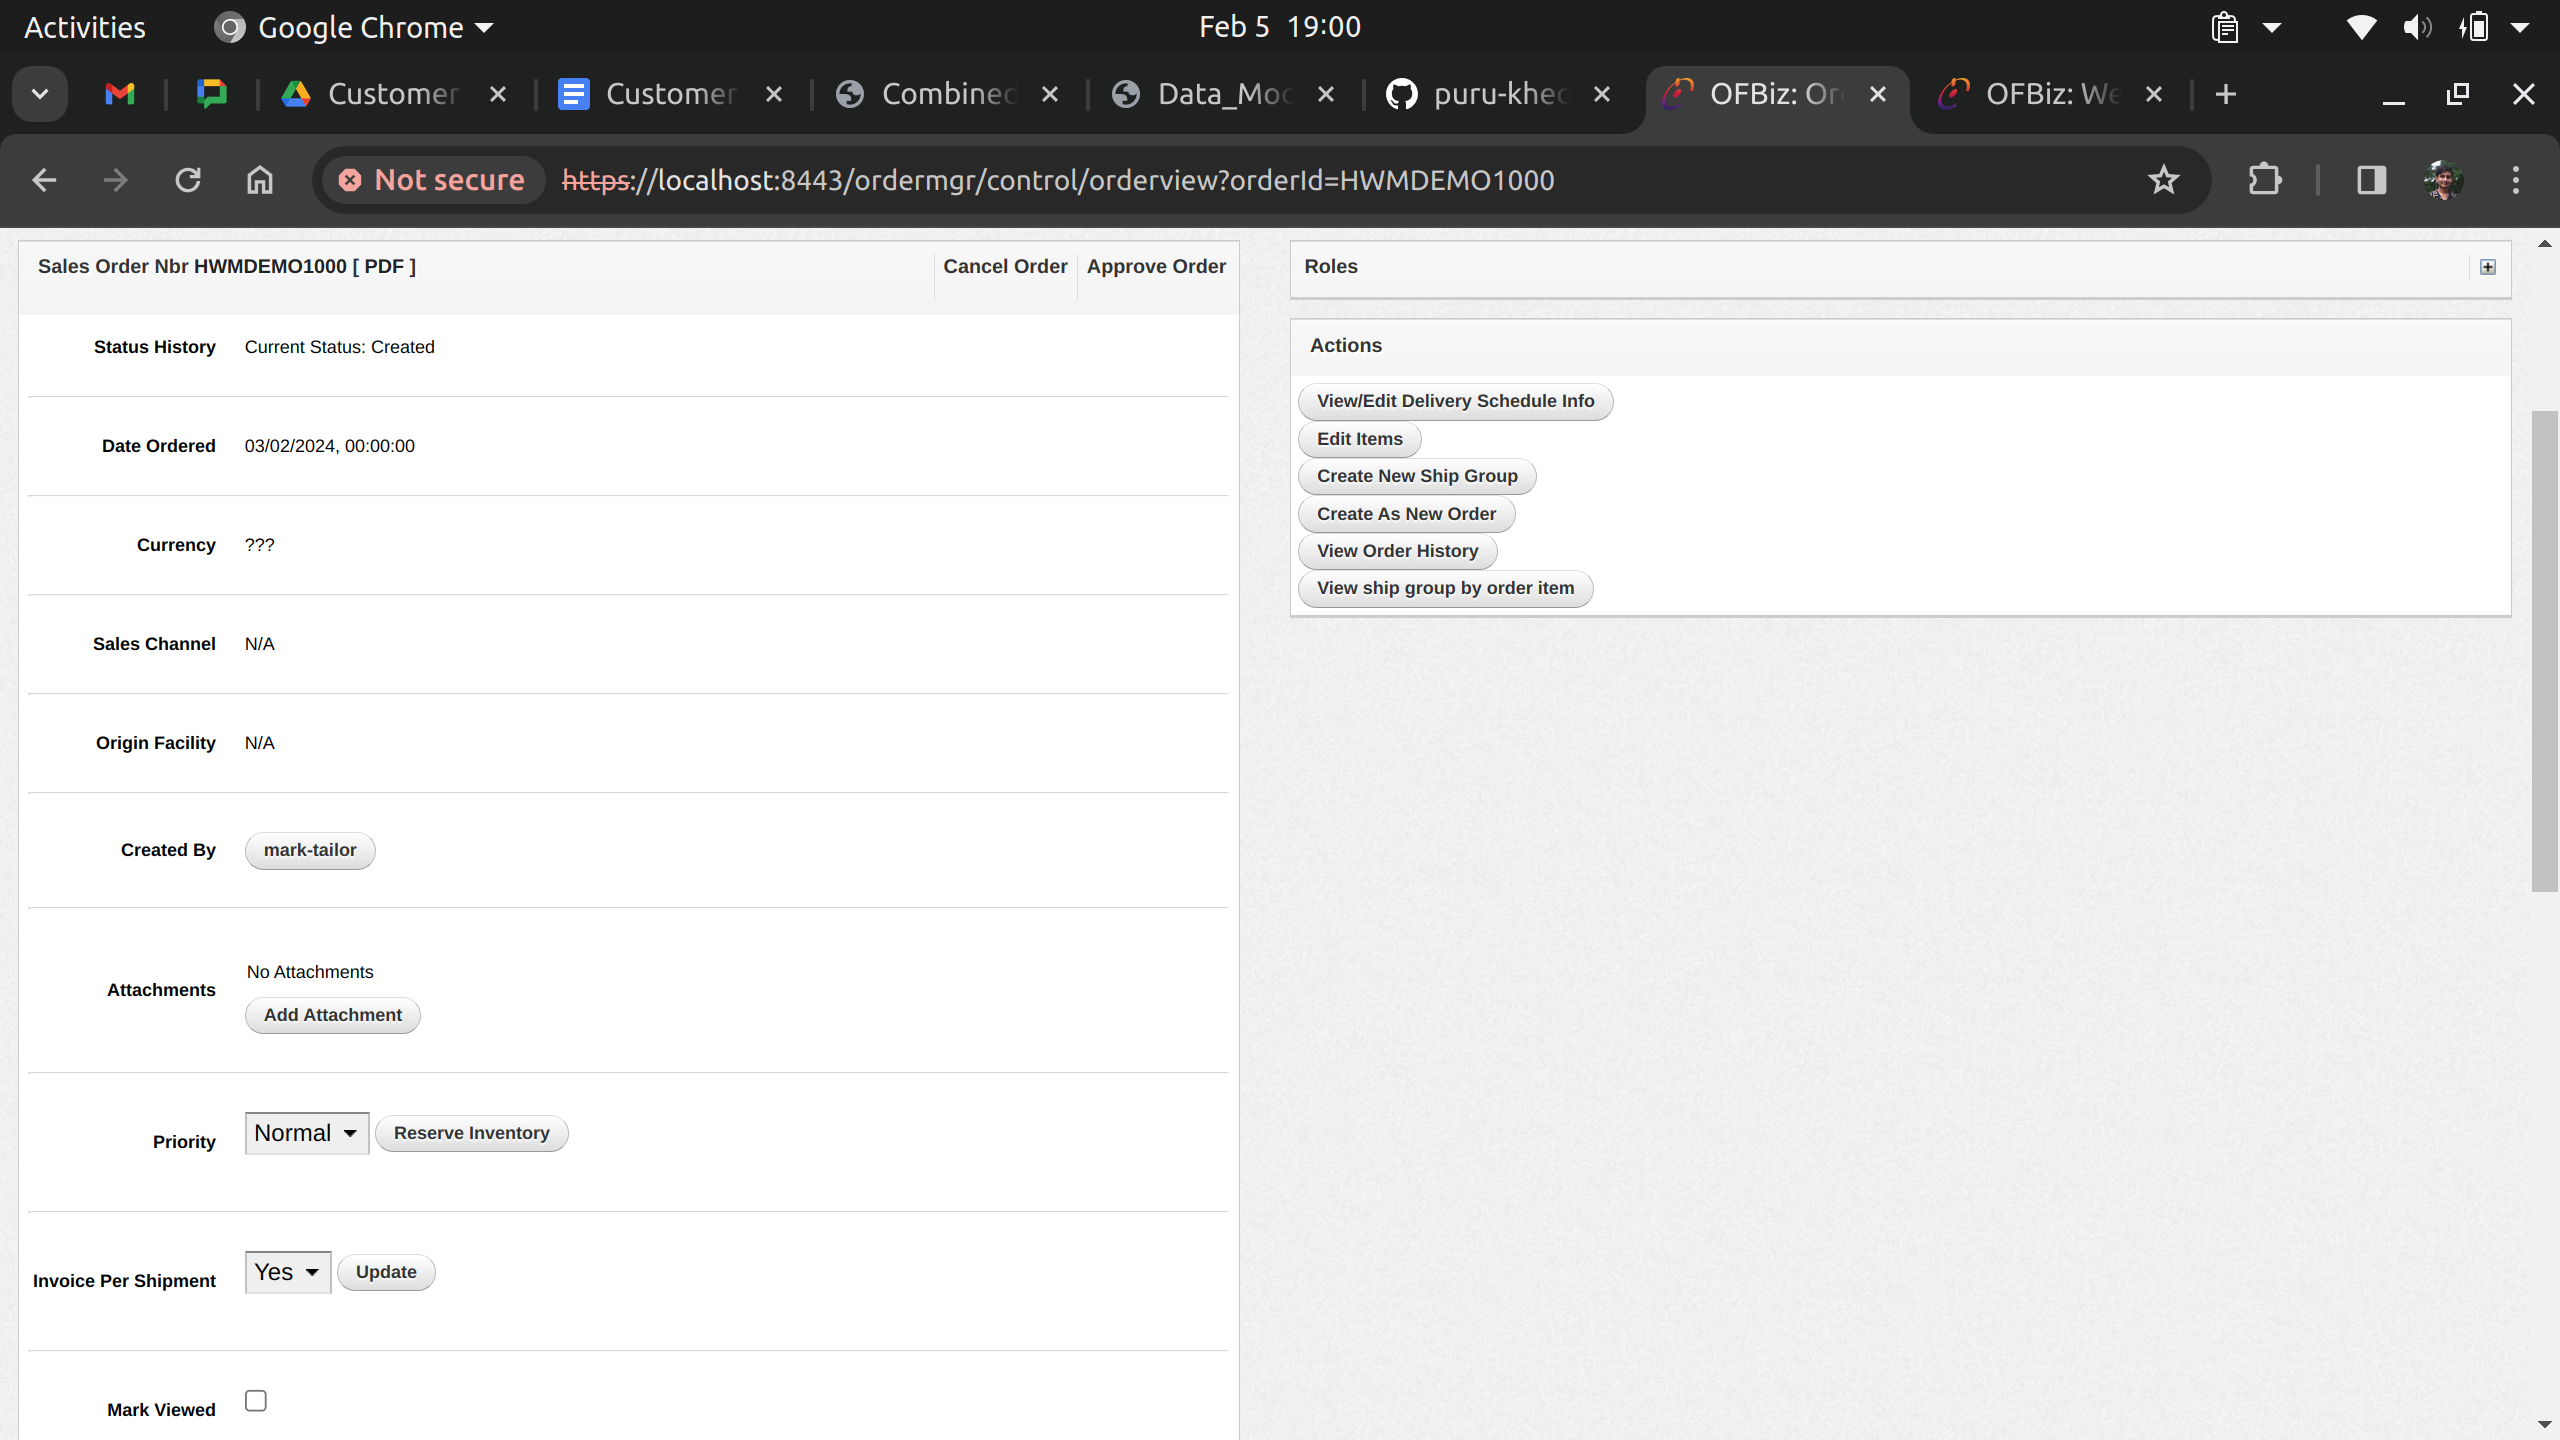 Activities
Google Chrome
Feb 5 19:00
Customer
Customer
Combined
Data_Moc
puru-khed
OFBiz: Or
OFBiz: We
Not secure
https://localhost:8443/ordermgr/control/orderview?orderId=HWMDEMO1000
Sales Order Nbr HWMDEMO1000 [ PDF ]
Cancel Order
Approve Order
Status History
Current Status: Created
Date Ordered
03/02/2024, 00:00:00
Currency
???
Sales Channel
N/A
Origin Facility
N/A
Created By
mark-tailor
Attachments
No Attachments
Add Attachment
Priority
Normal
Reserve Inventory
Invoice Per Shipment
Yes
Update
Mark Viewed
Roles
Actions
View/Edit Delivery Schedule Info
Edit Items
Create New Ship Group
Create As New Order
View Order History
View ship group by order item